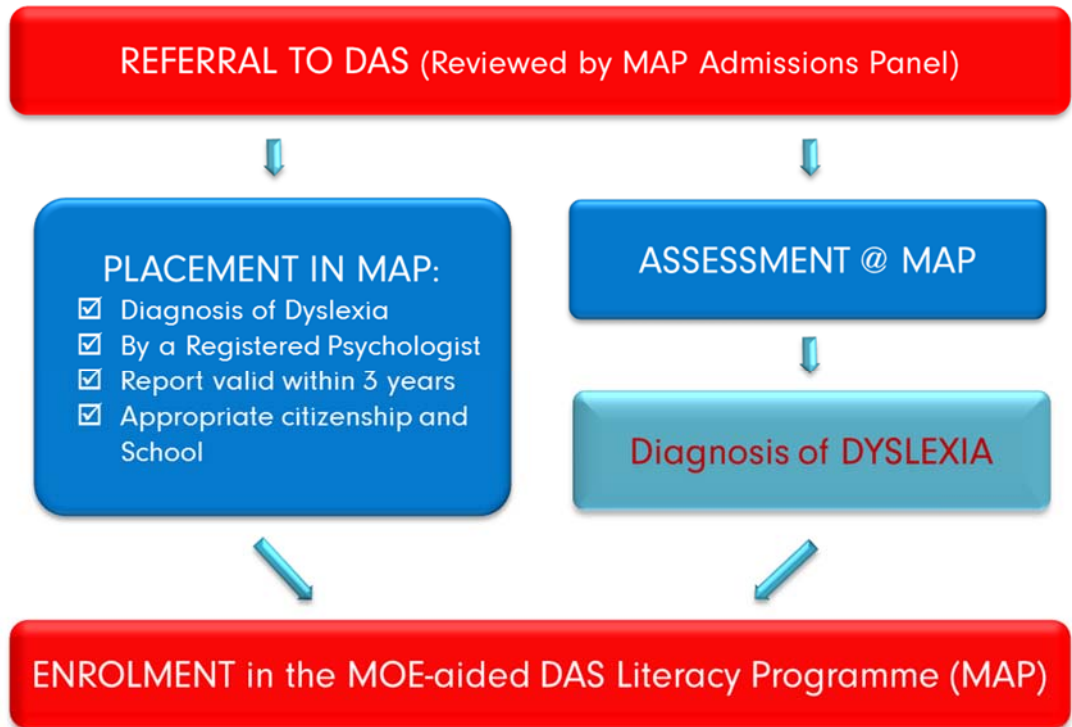 REFERRAL TO DAS (Reviewed by MAP Admissions Panel)
PLACEMENT IN MAP:
☑ Diagnosis of Dyslexia
☑ By a Registered Psychologist
☑ Report valid within 3 years
☑ Appropriate citizenship and
School
ASSESSMENT @ MAP
Diagnosis of DYSLEXIA
ENROLMENT in the MOE-aided DAS Literacy Programme (MAP)